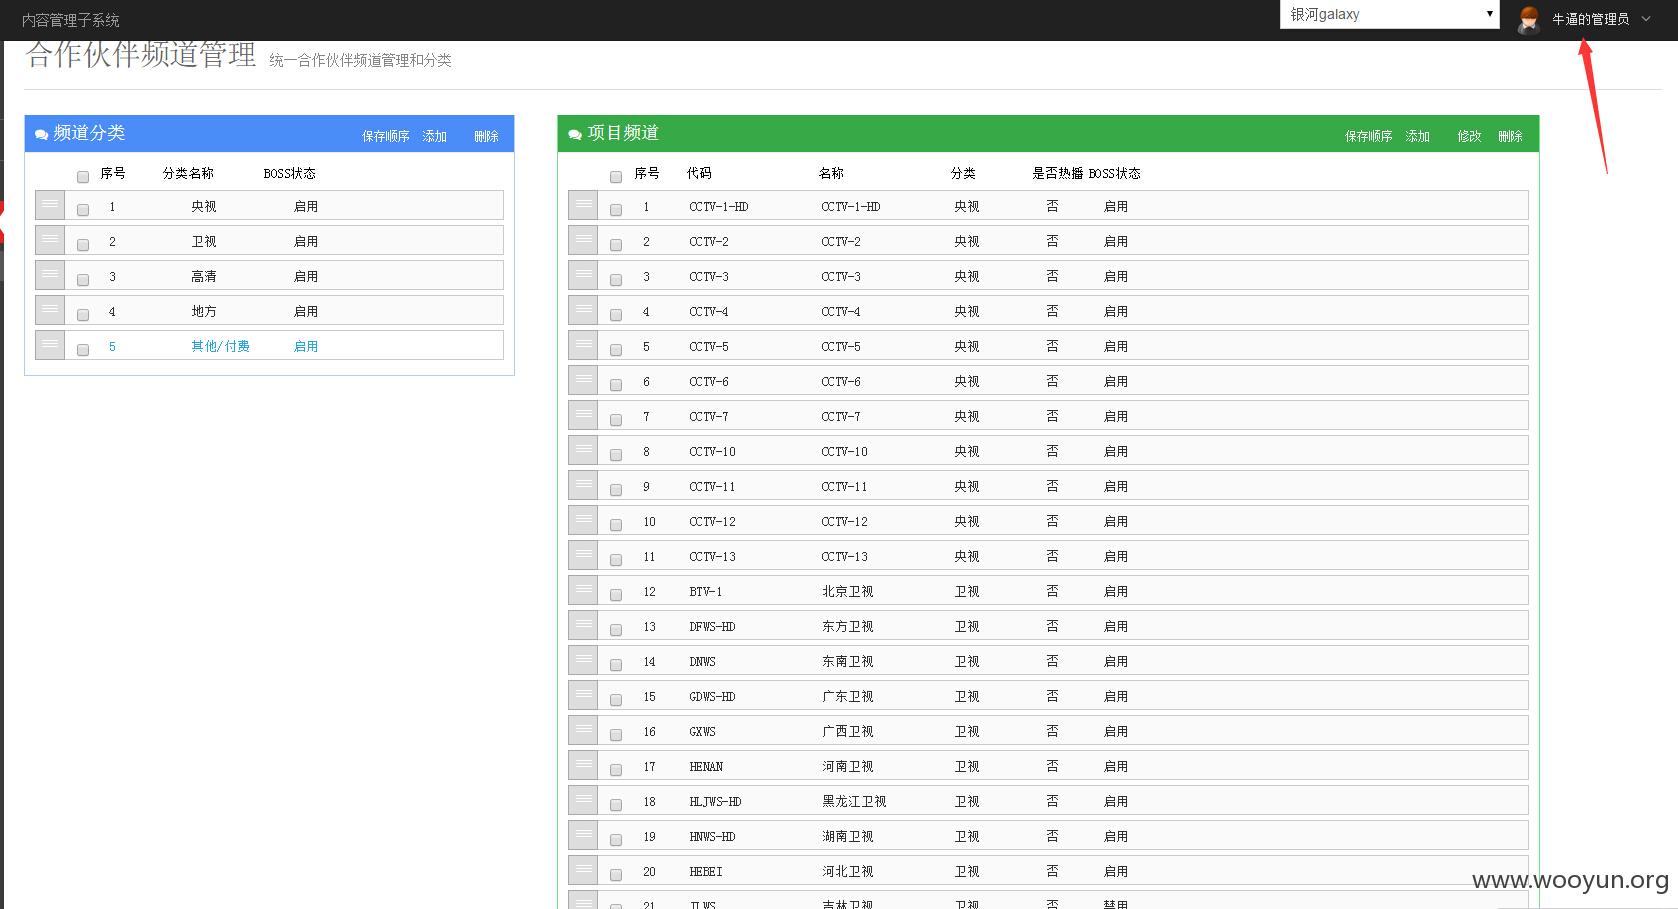 内容管理子系统 银河galaxy 牛逼的管理员
合作伙伴频道管理 统一合作伙伴频道管理和分类
频道分类 保存顺序 添加 删除
序号 分类名称 BOSS状态
1 央视 启用
2 卫视 启用
3 高清 启用
4 地方 启用
5 其他/付费 启用
项目频道 保存顺序 添加 修改 删除
序号 代码 名称 分类 是否热播 BOSS状态
1 CCTV-1-HD CCTV-1-HD 央视 否 启用
2 CCTV-2 CCTV-2 央视 否 启用
3 CCTV-3 CCTV-3 央视 否 启用
4 CCTV-4 CCTV-4 央视 否 启用
5 CCTV-5 CCTV-5 央视 否 启用
6 CCTV-6 CCTV-6 央视 否 启用
7 CCTV-7 CCTV-7 央视 否 启用
8 CCTV-10 CCTV-10 央视 否 启用
9 CCTV-11 CCTV-11 央视 否 启用
10 CCTV-12 CCTV-12 央视 否 启用
11 CCTV-13 CCTV-13 央视 否 启用
12 BTV-1 北京卫视 卫视 否 启用
13 DFWS-HD 东方卫视 卫视 否 启用
14 DNWS 东南卫视 卫视 否 启用
15 GDWS-HD 广东卫视 卫视 否 启用
16 GXWS 广西卫视 卫视 否 启用
17 HENAN 河南卫视 卫视 否 启用
18 HLJWS-HD 黑龙江卫视 卫视 否 启用
19 HNWS-HD 湖南卫视 卫视 否 启用
20 HEBEI 河北卫视 卫视 否 启用
21 JLWS 吉林卫视 卫视 否 禁用
www.wooyun.org